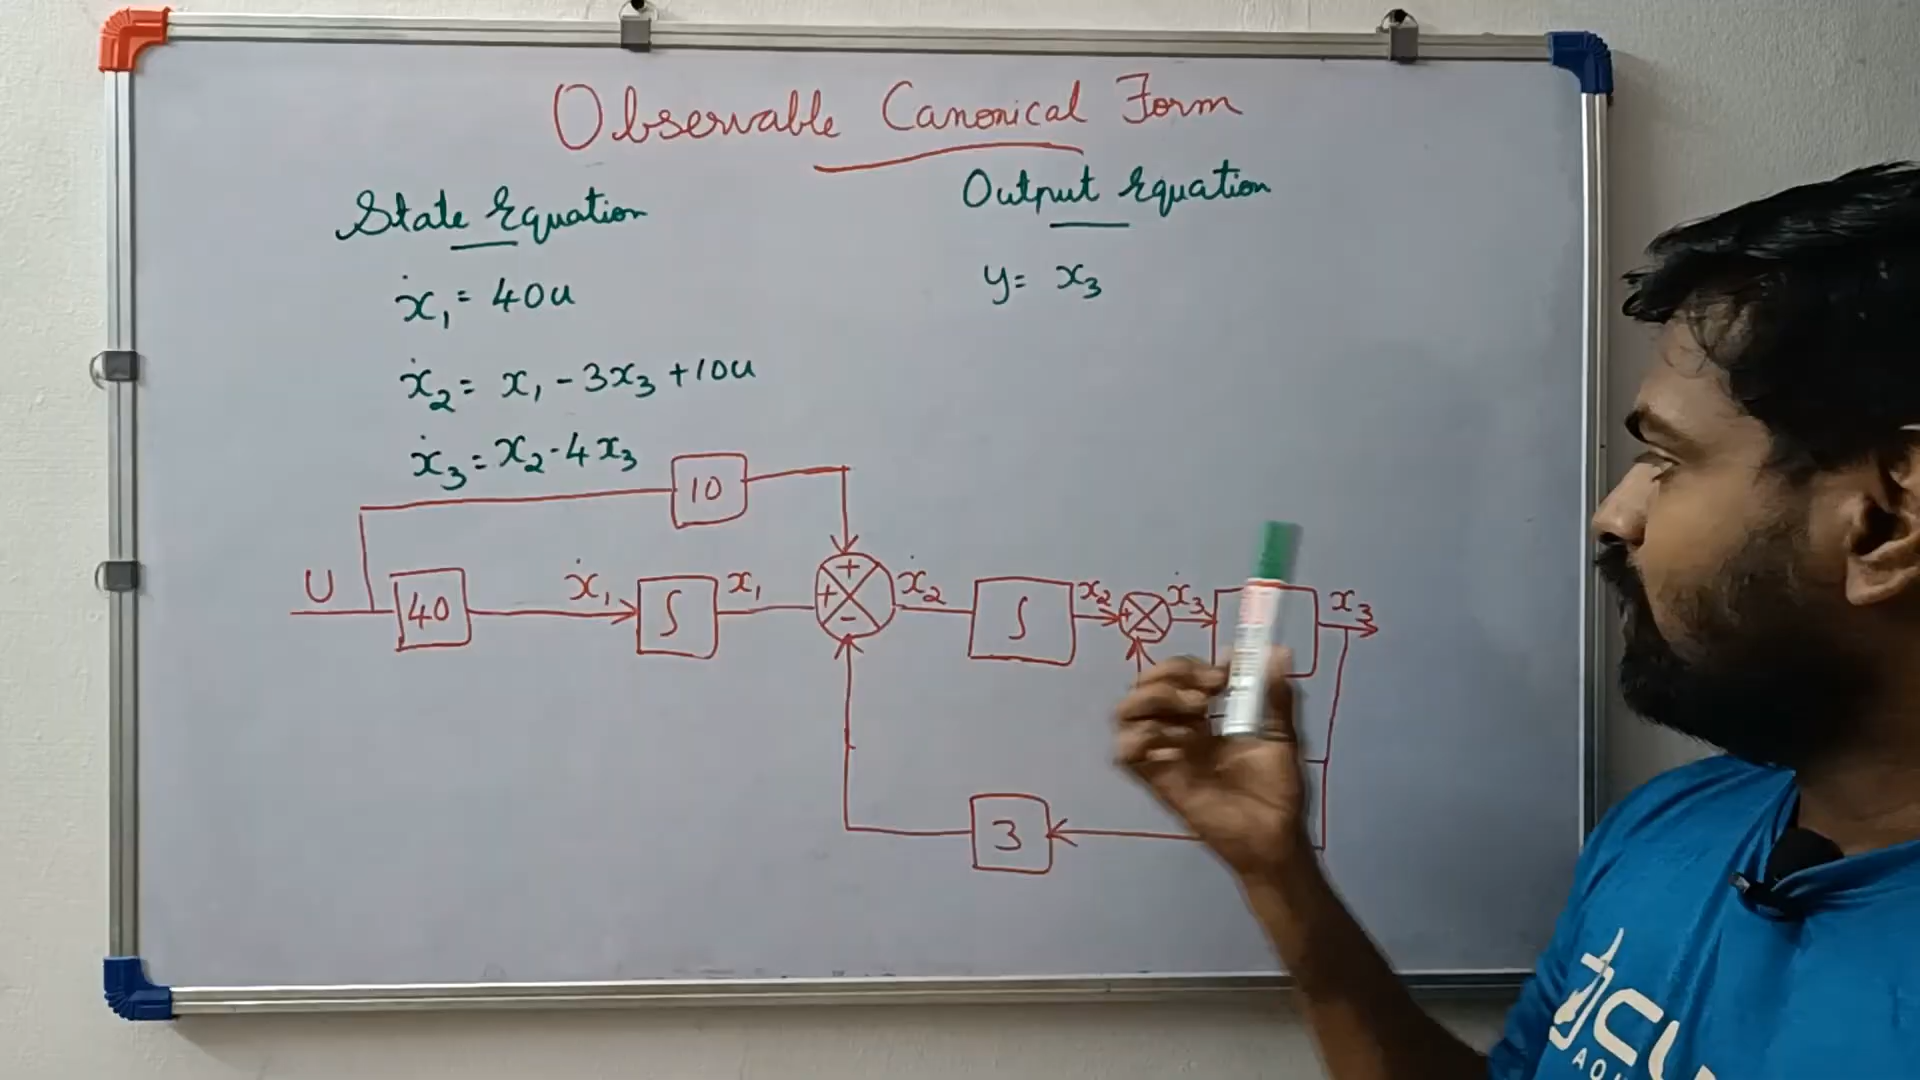 Observable Canonical Form
State Equation
ẋ₁ = 40u
ẋ₂ = x₁ - 3x₃ + 10u
ẋ₃ = x₂ - 4x₃
Output Equation
y = x₃
10
U
40
ẋ₁
∫
x₁
+
+
-
ẋ₂
∫
x₂
+
-
ẋ₃
x₃
3